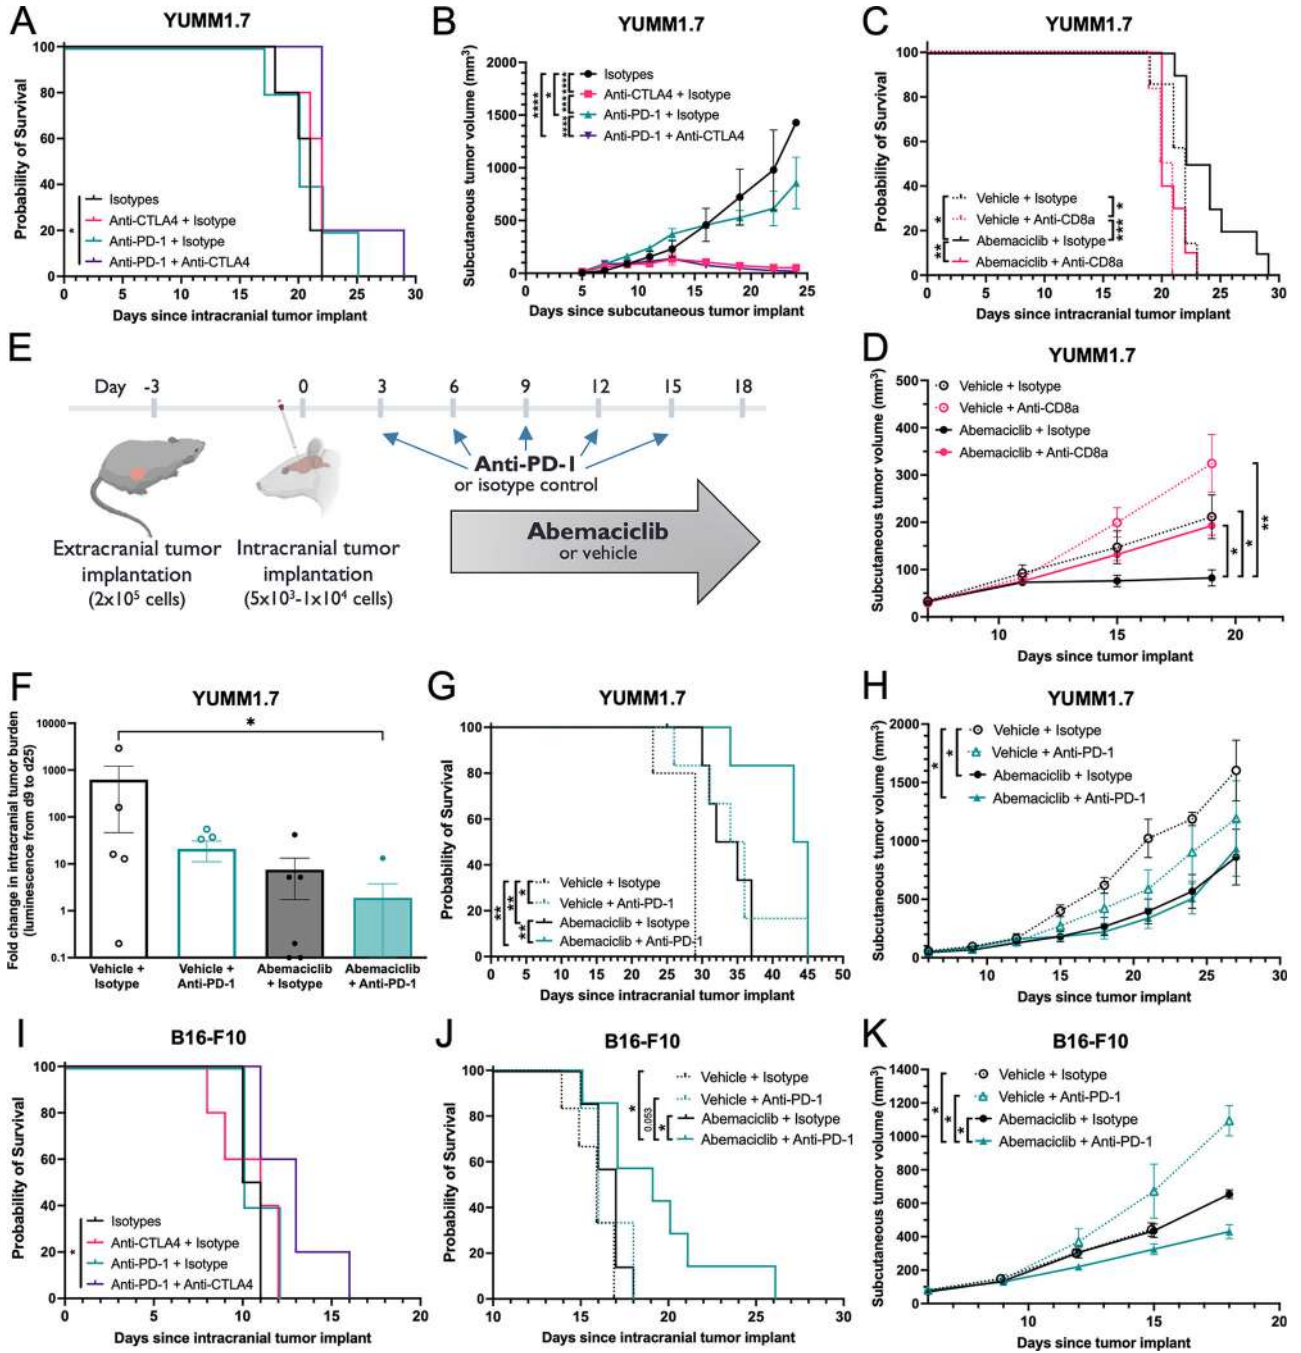 A
YUMM1.7
Probability of Survival
100
80
60
40
20
0
Isotypes
Anti-CTLA4 + Isotype
Anti-PD-1 + Isotype
Anti-PD-1 + Anti-CTLA4
*
0 5 10 15 20 25 30
Days since intracranial tumor implant
B
YUMM1.7
Subcutaneous tumor volume (mm³)
2000
1500
1000
500
0
Isotypes
Anti-CTLA4 + Isotype
Anti-PD-1 + Isotype
Anti-PD-1 + Anti-CTLA4
0 5 10 15 20 25
Days since subcutaneous tumor implant
C
YUMM1.7
Probability of Survival
100
80
60
40
20
0
Vehicle + Isotype
Vehicle + Anti-CD8a
Abemaciclib + Isotype
Abemaciclib + Anti-CD8a
* ** * ***
0 5 10 15 20 25 30
Days since intracranial tumor implant
E
Day -3 0 3 6 9 12 15 18
Anti-PD-1
or isotype control
Abemaciclib
or vehicle
Extracranial tumor
implantation
(2x10⁵ cells)
Intracranial tumor
implantation
(5x10³-1x10⁴ cells)
D
YUMM1.7
Subcutaneous tumor volume (mm³)
500
400
300
200
100
0
Vehicle + Isotype
Vehicle + Anti-CD8a
Abemaciclib + Isotype
Abemaciclib + Anti-CD8a
* * **
10 15 20
Days since tumor implant
F
YUMM1.7
Fold change in intracranial tumor burden
(luminescence from d9 to d25)
10000
1000
100
10
1
0.1
*
Vehicle +
Isotype
Vehicle +
Anti-PD-1
Abemaciclib
+ Isotype
Abemaciclib
+ Anti-PD-1
G
YUMM1.7
Probability of Survival
100
80
60
40
20
0
Vehicle + Isotype
Vehicle + Anti-PD-1
Abemaciclib + Isotype
Abemaciclib + Anti-PD-1
** ** * **
0 5 10 15 20 25 30 35 40 45 50
Days since intracranial tumor implant
H
YUMM1.7
Subcutaneous tumor volume (mm³)
2000
1500
1000
500
0
Vehicle + Isotype
Vehicle + Anti-PD-1
Abemaciclib + Isotype
Abemaciclib + Anti-PD-1
* *
10 15 20 25 30
Days since tumor implant
I
B16-F10
Probability of Survival
100
80
60
40
20
0
Isotypes
Anti-CTLA4 + Isotype
Anti-PD-1 + Isotype
Anti-PD-1 + Anti-CTLA4
*
0 5 10 15 20
Days since intracranial tumor implant
J
B16-F10
Probability of Survival
100
80
60
40
20
0
Vehicle + Isotype
Vehicle + Anti-PD-1
Abemaciclib + Isotype
Abemaciclib + Anti-PD-1
* 0.053 *
10 15 20 25 30
Days since intracranial tumor implant
K
B16-F10
Subcutaneous tumor volume (mm³)
1400
1200
1000
800
600
400
200
0
Vehicle + Isotype
Vehicle + Anti-PD-1
Abemaciclib + Isotype
Abemaciclib + Anti-PD-1
* * *
10 15 20
Days since tumor implant